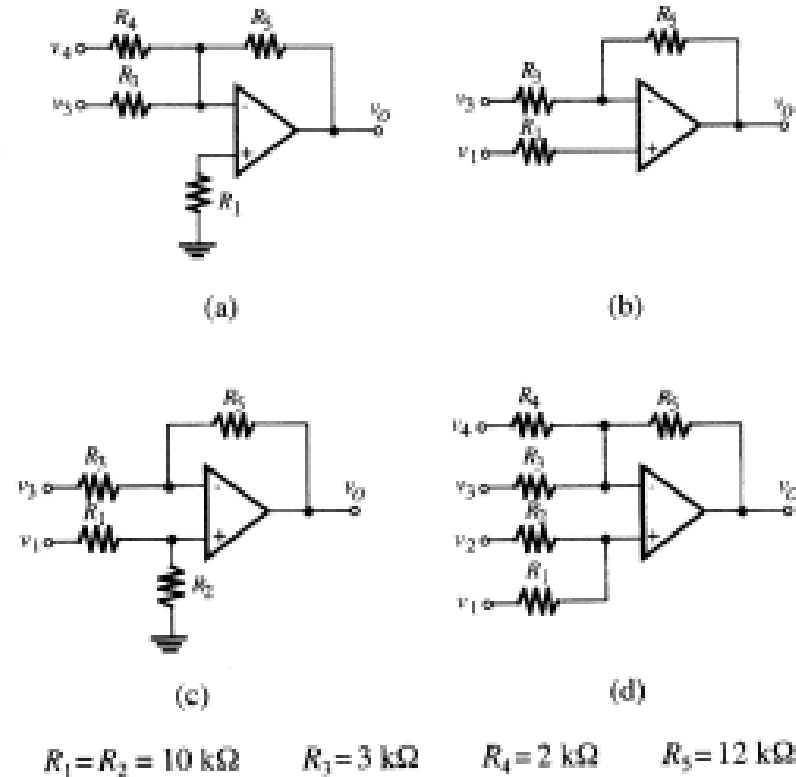 R4 R5
v4
R3
v3
vO
R1
(a)
R5
R3
v3
R1
v1
vO
(b)
R5
R3
v3
R1
v1
vO
R2
(c)
R4 R5
v4
R3
v3
R2
v2
R1
v1
(d)
R1=R2 = 10 kΩ R3=3 kΩ R4=2 kΩ R5=12 kΩ